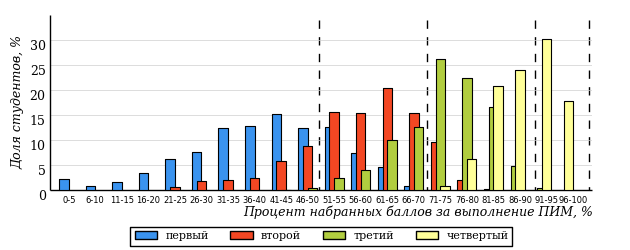 Доля студентов, %
30
25
20
15
10
5
0
0-5 6-10 11-15 16-20 21-25 26-30 31-35 36-40 41-45 46-50 51-55 56-60 61-65 66-70 71-75 76-80 81-85 86-90 91-95 96-100
Процент набранных баллов за выполнение ПИМ, %
первый второй третий четвертый